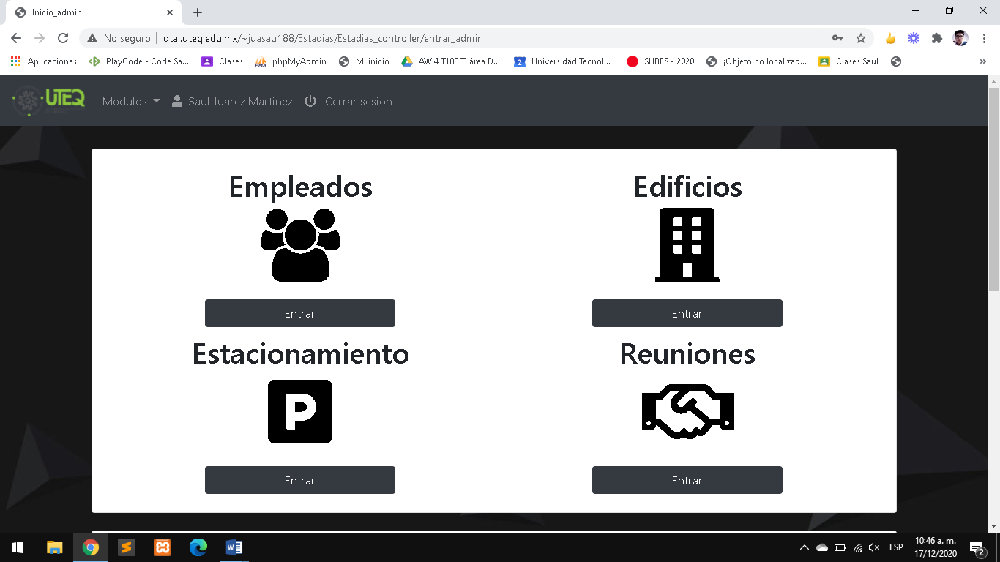 Inicio_admin
No seguro
dtai.uteq.edu.mx/~juasau188/Estadias/Estadias_controller/entrar_admin
Aplicaciones
PlayCode - Code Sa...
Clases
phpMyAdmin
Mi inicio
AWI4 T188 TI área D...
2
Universidad Tecnol...
SUBES - 2020
¡Objeto no localizad...
Clases Saul
»
UTEQ
Modulos
Saul Juarez Martinez
Cerrar sesion
Empleados
Edificios
Entrar
Entrar
Estacionamiento
Reuniones
P
Entrar
Entrar
ESP
10:46 a. m.
17/12/2020
2